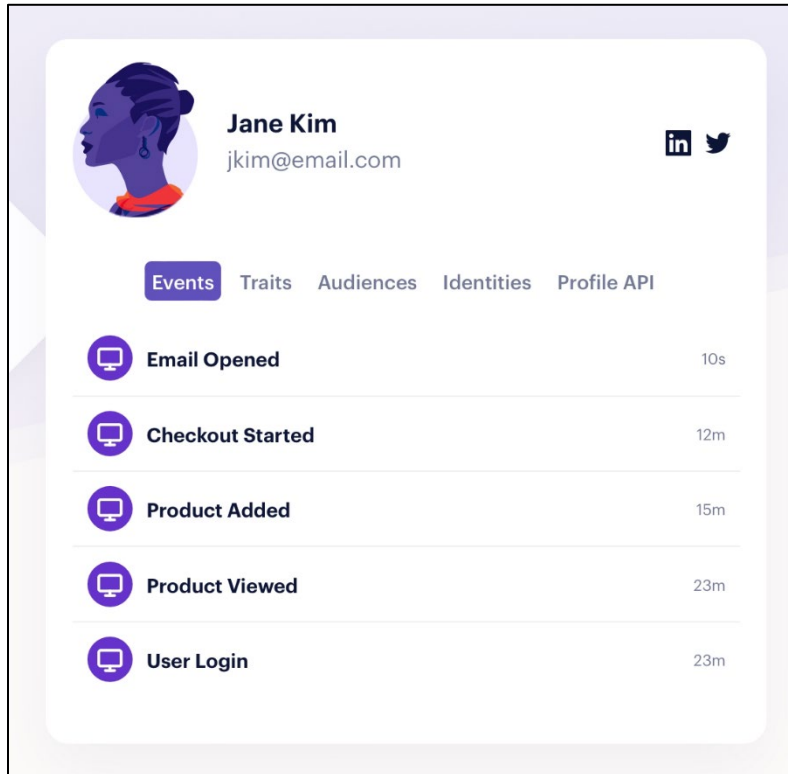 Jane Kim
jkim@email.com
in
Events Traits Audiences Identities Profile API
Email Opened 10s
Checkout Started 12m
Product Added 15m
Product Viewed 23m
User Login 23m